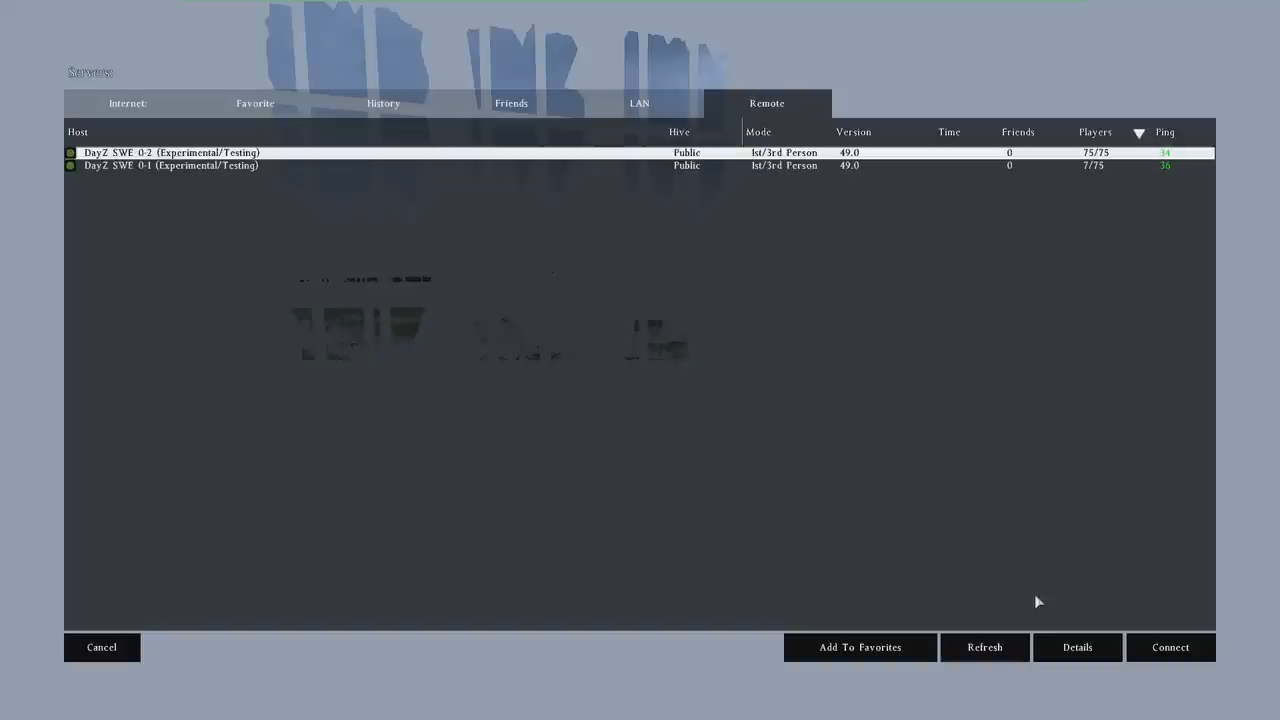 Servers:
Internet: Favorite History Friends LAN Remote
Host Hive Mode Version Time Friends Players Ping
DayZ SWE 0-2 (Experimental/Testing) Public 1st/3rd Person 49.0 0 75/75 34
DayZ SWE 0-1 (Experimental/Testing) Public 1st/3rd Person 49.0 0 7/75 36
Cancel Add To Favorites Refresh Details Connect